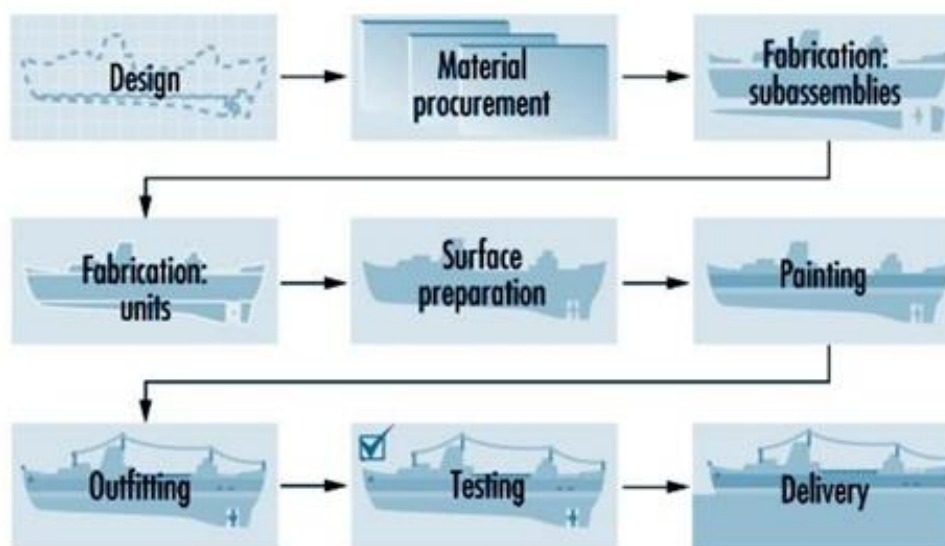 Design
Material
procurement
Fabrication:
subassemblies
Fabrication:
units
Surface
preparation
Painting
Outfitting
Testing
Delivery